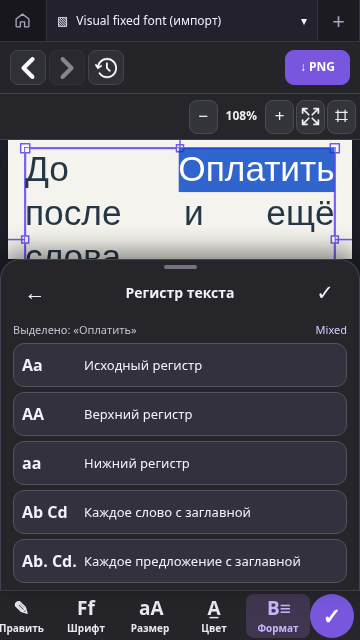 Visual fixed font (импорт)
↓ PNG
108%
До Оплатить
после и ещё
слова
Регистр текста
Выделено: «Оплатить» Mixed
Aa Исходный регистр
AA Верхний регистр
aa Нижний регистр
Ab Cd Каждое слово с заглавной
Ab. Cd. Каждое предложение с заглавной
Ff аА A B≡
Править Шрифт Размер Цвет Формат